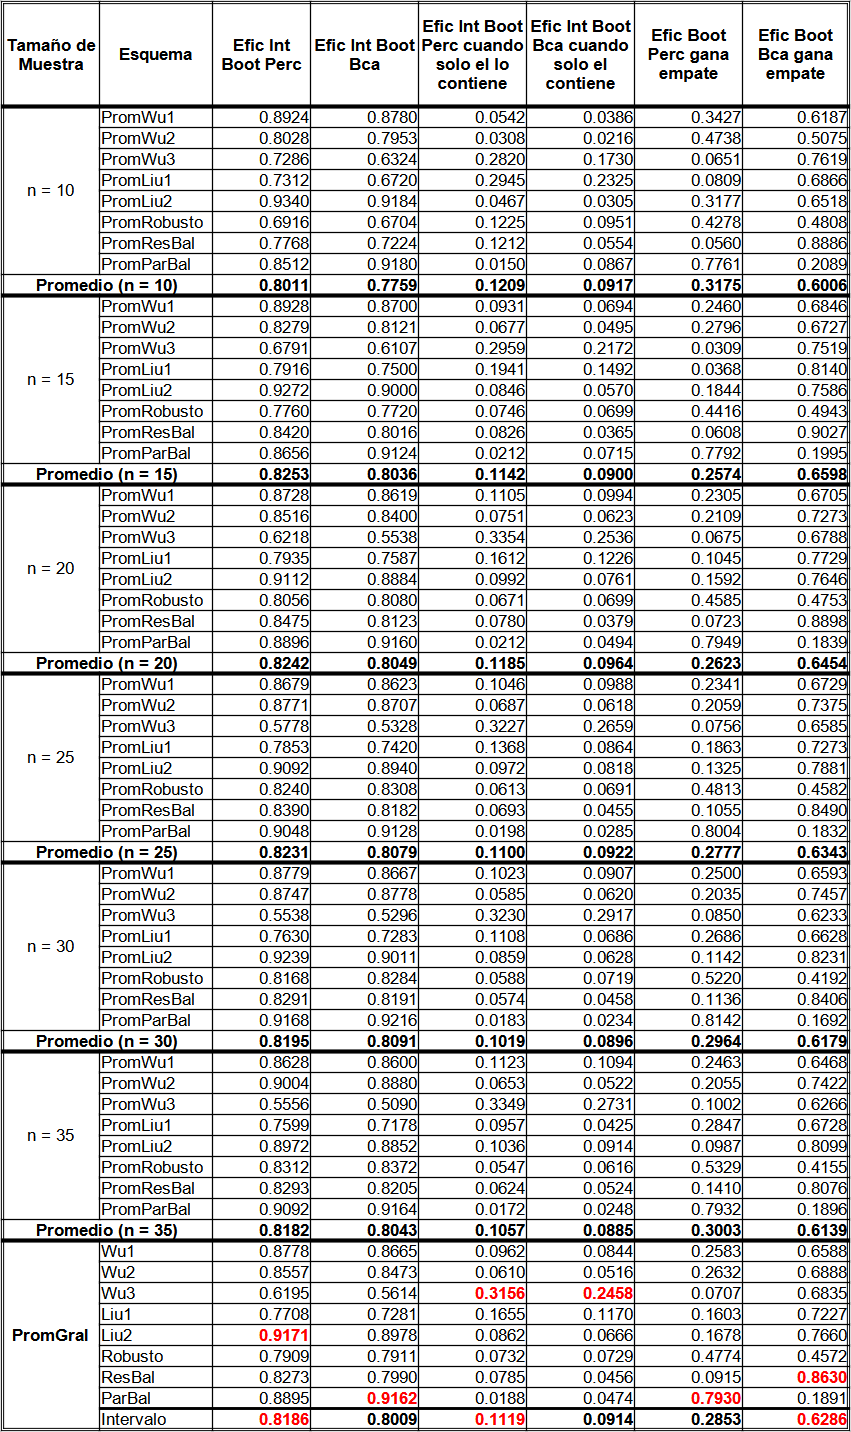 Tamaño de Muestra | Esquema | Efic Int Boot Perc | Efic Int Boot Bca | Efic Int Boot Perc cuando solo el lo contiene | Efic Int Boot Bca cuando solo el contiene | Efic Boot Perc gana empate | Efic Boot Bca gana empate
n = 10
PromWu1 0.8924 0.8780 0.0542 0.0386 0.3427 0.6187
PromWu2 0.8028 0.7953 0.0308 0.0216 0.4738 0.5075
PromWu3 0.7286 0.6324 0.2820 0.1730 0.0651 0.7619
PromLiu1 0.7312 0.6720 0.2945 0.2325 0.0809 0.6866
PromLiu2 0.9340 0.9184 0.0467 0.0305 0.3177 0.6518
PromRobusto 0.6916 0.6704 0.1225 0.0951 0.4278 0.4808
PromResBal 0.7768 0.7224 0.1212 0.0554 0.0560 0.8886
PromParBal 0.8512 0.9180 0.0150 0.0867 0.7761 0.2089
Promedio (n = 10) 0.8011 0.7759 0.1209 0.0917 0.3175 0.6006
n = 15
PromWu1 0.8928 0.8700 0.0931 0.0694 0.2460 0.6846
PromWu2 0.8279 0.8121 0.0677 0.0495 0.2796 0.6727
PromWu3 0.6791 0.6107 0.2959 0.2172 0.0309 0.7519
PromLiu1 0.7916 0.7500 0.1941 0.1492 0.0368 0.8140
PromLiu2 0.9272 0.9000 0.0846 0.0570 0.1844 0.7586
PromRobusto 0.7760 0.7720 0.0746 0.0699 0.4416 0.4943
PromResBal 0.8420 0.8016 0.0826 0.0365 0.0608 0.9027
PromParBal 0.8656 0.9124 0.0212 0.0715 0.7792 0.1995
Promedio (n = 15) 0.8253 0.8036 0.1142 0.0900 0.2574 0.6598
n = 20
PromWu1 0.8728 0.8619 0.1105 0.0994 0.2305 0.6705
PromWu2 0.8516 0.8400 0.0751 0.0623 0.2109 0.7273
PromWu3 0.6218 0.5538 0.3354 0.2536 0.0675 0.6788
PromLiu1 0.7935 0.7587 0.1612 0.1226 0.1045 0.7729
PromLiu2 0.9112 0.8884 0.0992 0.0761 0.1592 0.7646
PromRobusto 0.8056 0.8080 0.0671 0.0699 0.4585 0.4753
PromResBal 0.8475 0.8123 0.0780 0.0379 0.0723 0.8898
PromParBal 0.8896 0.9160 0.0212 0.0494 0.7949 0.1839
Promedio (n = 20) 0.8242 0.8049 0.1185 0.0964 0.2623 0.6454
n = 25
PromWu1 0.8679 0.8623 0.1046 0.0988 0.2341 0.6729
PromWu2 0.8771 0.8707 0.0687 0.0618 0.2059 0.7375
PromWu3 0.5778 0.5328 0.3227 0.2659 0.0756 0.6585
PromLiu1 0.7853 0.7420 0.1368 0.0864 0.1863 0.7273
PromLiu2 0.9092 0.8940 0.0972 0.0818 0.1325 0.7881
PromRobusto 0.8240 0.8308 0.0613 0.0691 0.4813 0.4582
PromResBal 0.8390 0.8182 0.0693 0.0455 0.1055 0.8490
PromParBal 0.9048 0.9128 0.0198 0.0285 0.8004 0.1832
Promedio (n = 25) 0.8231 0.8079 0.1100 0.0922 0.2777 0.6343
n = 30
PromWu1 0.8779 0.8667 0.1023 0.0907 0.2500 0.6593
PromWu2 0.8747 0.8778 0.0585 0.0620 0.2035 0.7457
PromWu3 0.5538 0.5296 0.3230 0.2917 0.0850 0.6233
PromLiu1 0.7630 0.7283 0.1108 0.0686 0.2686 0.6628
PromLiu2 0.9239 0.9011 0.0859 0.0628 0.1142 0.8231
PromRobusto 0.8168 0.8284 0.0588 0.0719 0.5220 0.4192
PromResBal 0.8291 0.8191 0.0574 0.0458 0.1136 0.8406
PromParBal 0.9168 0.9216 0.0183 0.0234 0.8142 0.1692
Promedio (n = 30) 0.8195 0.8091 0.1019 0.0896 0.2964 0.6179
n = 35
PromWu1 0.8628 0.8600 0.1123 0.1094 0.2463 0.6468
PromWu2 0.9004 0.8880 0.0653 0.0522 0.2055 0.7422
PromWu3 0.5556 0.5090 0.3349 0.2731 0.1002 0.6266
PromLiu1 0.7599 0.7178 0.0957 0.0425 0.2847 0.6728
PromLiu2 0.8972 0.8852 0.1036 0.0914 0.0987 0.8099
PromRobusto 0.8312 0.8372 0.0547 0.0616 0.5329 0.4155
PromResBal 0.8293 0.8205 0.0624 0.0524 0.1410 0.8076
PromParBal 0.9092 0.9164 0.0172 0.0248 0.7932 0.1896
Promedio (n = 35) 0.8182 0.8043 0.1057 0.0885 0.3003 0.6139
PromGral
Wu1 0.8778 0.8665 0.0962 0.0844 0.2583 0.6588
Wu2 0.8557 0.8473 0.0610 0.0516 0.2632 0.6888
Wu3 0.6195 0.5614 0.3156 0.2458 0.0707 0.6835
Liu1 0.7708 0.7281 0.1655 0.1170 0.1603 0.7227
Liu2 0.9171 0.8978 0.0862 0.0666 0.1678 0.7660
Robusto 0.7909 0.7911 0.0732 0.0729 0.4774 0.4572
ResBal 0.8273 0.7990 0.0785 0.0456 0.0915 0.8630
ParBal 0.8895 0.9162 0.0188 0.0474 0.7930 0.1891
Intervalo 0.8186 0.8009 0.1119 0.0914 0.2853 0.6286